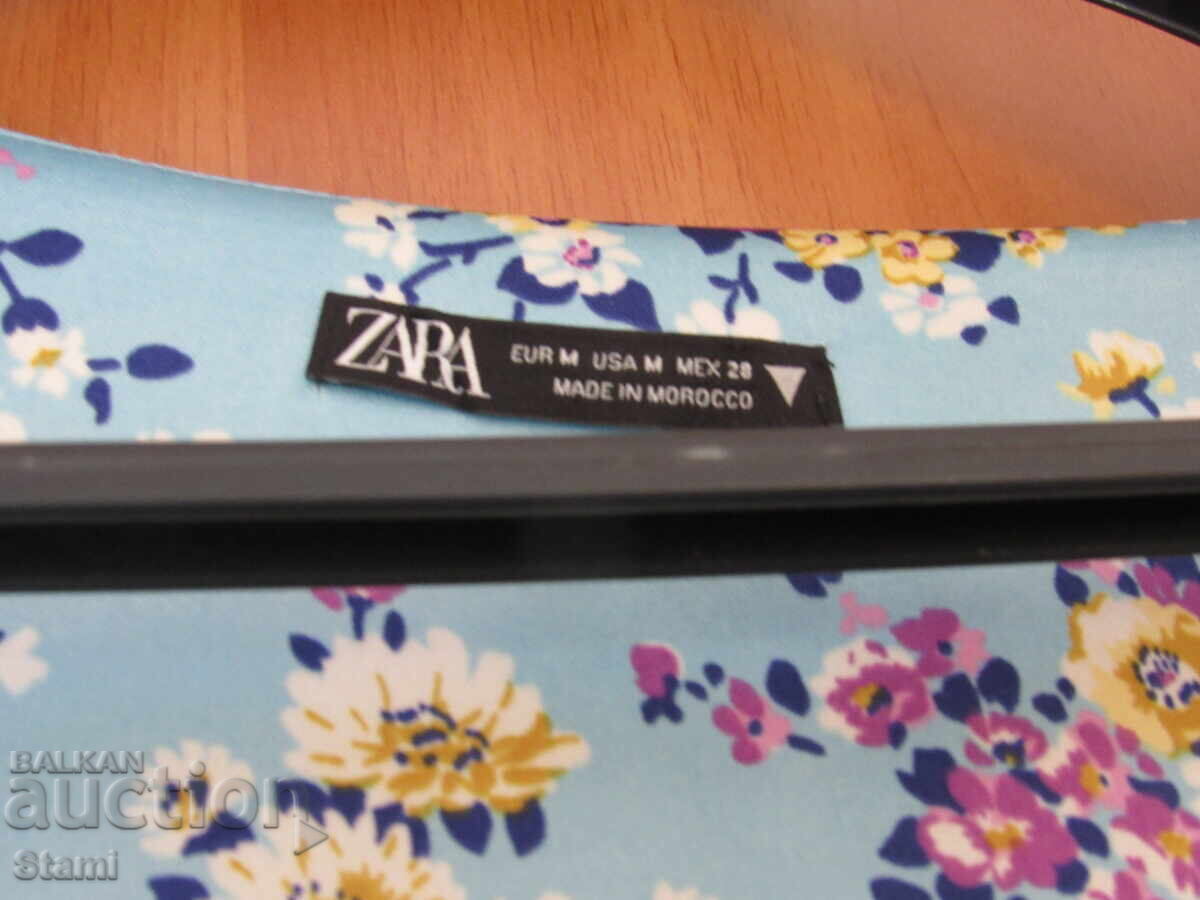 ZARA
EUR M USA M MEX 28
MADE IN MOROCCO
BALKAN
auction
Stami